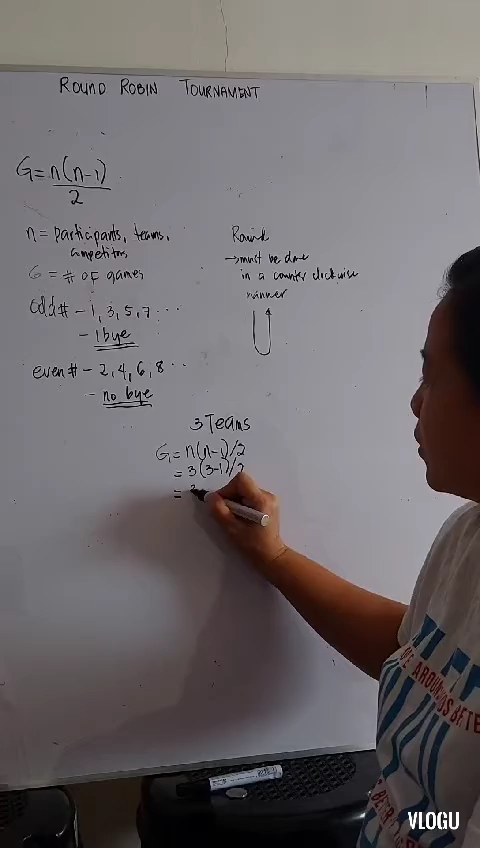 ROUND ROBIN TOURNAMENT
G = n(n-1)
2
n = participants, teams,
competitors
G = # of games
odd # - 1, 3, 5, 7 ...
- 1 bye
even # - 2, 4, 6, 8 ..
- no bye
Round
→ must be done
in a counter clockwise
manner
3 Teams
G = n(n-1)/2
= 3(3-1)/2
=
AROUND
BETTE
VLOGU